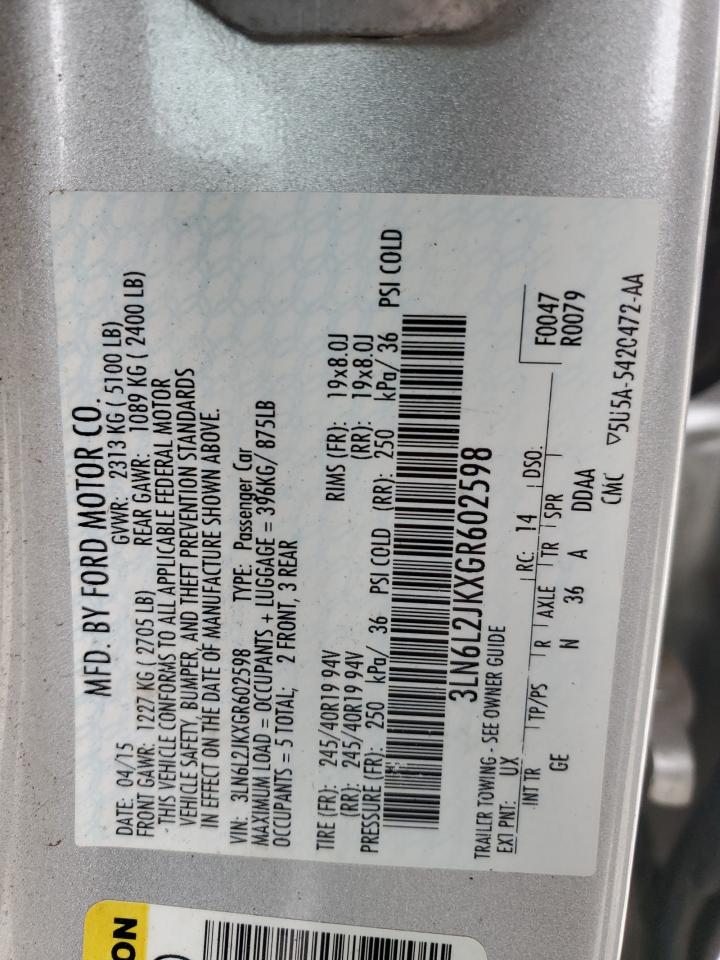 MFD. BY FORD MOTOR CO.
DATE: 04/15 GVWR: 2313 KG ( 5100 LB)
FRONT GAWR: 1227 KG ( 2705 LB) REAR GAWR: 1089 KG ( 2400 LB)
THIS VEHICLE CONFORMS TO ALL APPLICABLE FEDERAL MOTOR
VEHICLE SAFETY, BUMPER, AND THEFT PREVENTION STANDARDS
IN EFFECT ON THE DATE OF MANUFACTURE SHOWN ABOVE.
VIN: 3LN6L2JKXGR602598 TYPE: Passenger Car
MAXIMUM LOAD = OCCUPANTS + LUGGAGE = 396KG/ 875LB
OCCUPANTS = 5 TOTAL; 2 FRONT, 3 REAR
TIRE (FR): 245/40R19 94V RIMS (FR): 19x8.0J
(RR): 245/40R19 94V (RR): 19x8.0J
PRESSURE (FR): 250 kPa/ 36 PSI COLD (RR): 250 kPa/ 36 PSI COLD
3LN6L2JKXGR602598
TRAILER TOWING - SEE OWNER GUIDE
EXT PNT: UX RC: 14 DSO: F0047
R0079
INT TR TP/PS R AXLE TR SPR
GE N 36 A DDAA
CMC ▽5U5A-5420472-AA
ON